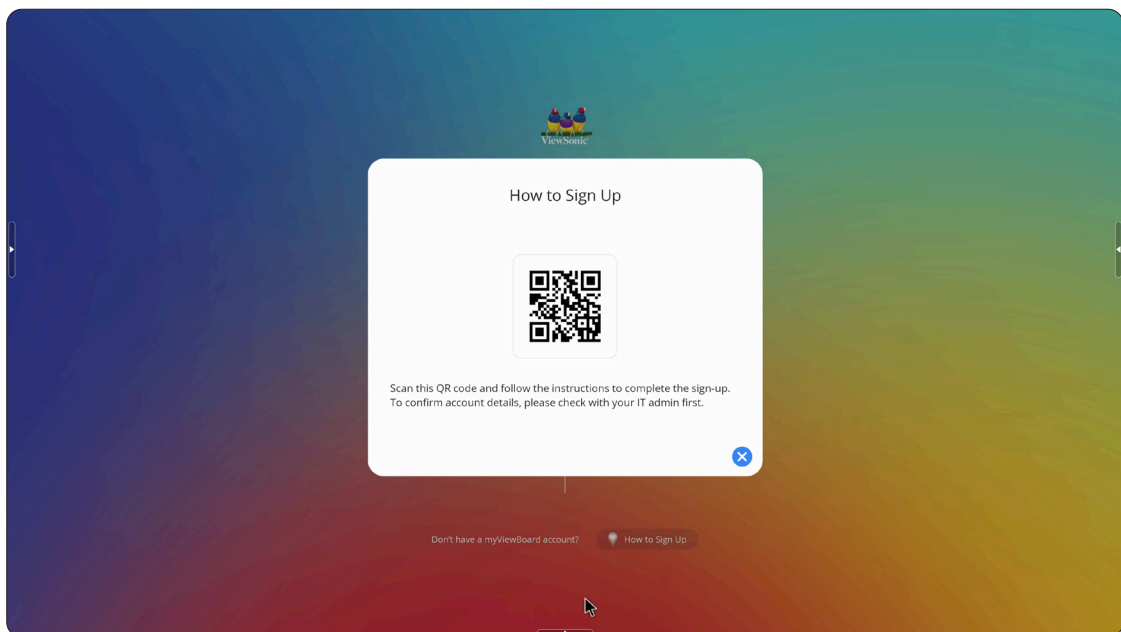 ViewSonic
How to Sign Up
Scan this QR code and follow the instructions to complete the sign-up.
To confirm account details, please check with your IT admin first.
Don't have a myViewBoard account?
How to Sign Up